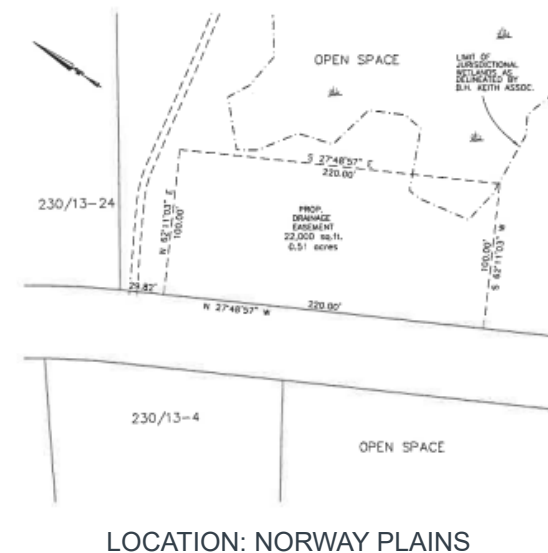 OPEN SPACE
LIMIT OF
JURISDICTIONAL
WETLANDS AS
DELINEATED BY
B.H. KEITH ASSOC.
S 27°48'57" E
220.00'
230/13-24
N 62°11'03" E
100.00'
PROP.
DRAINAGE
EASEMENT
22,000 sq.ft.
0.51 acres
100.00'
S 62°11'03" W
29.82'
N 27°48'57" W
220.00'
230/13-4
OPEN SPACE
LOCATION: NORWAY PLAINS